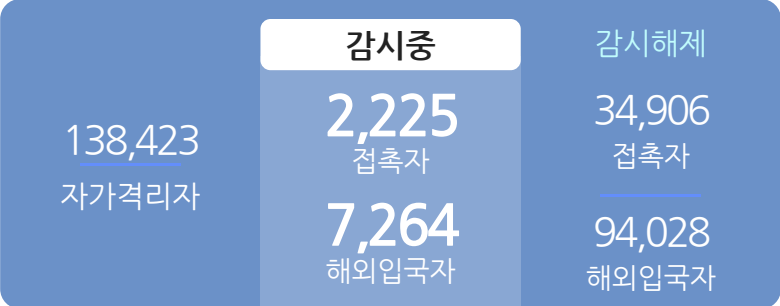 138,423
자가격리자
감시중
2,225
접촉자
7,264
해외입국자
감시해제
34,906
접촉자
94,028
해외입국자